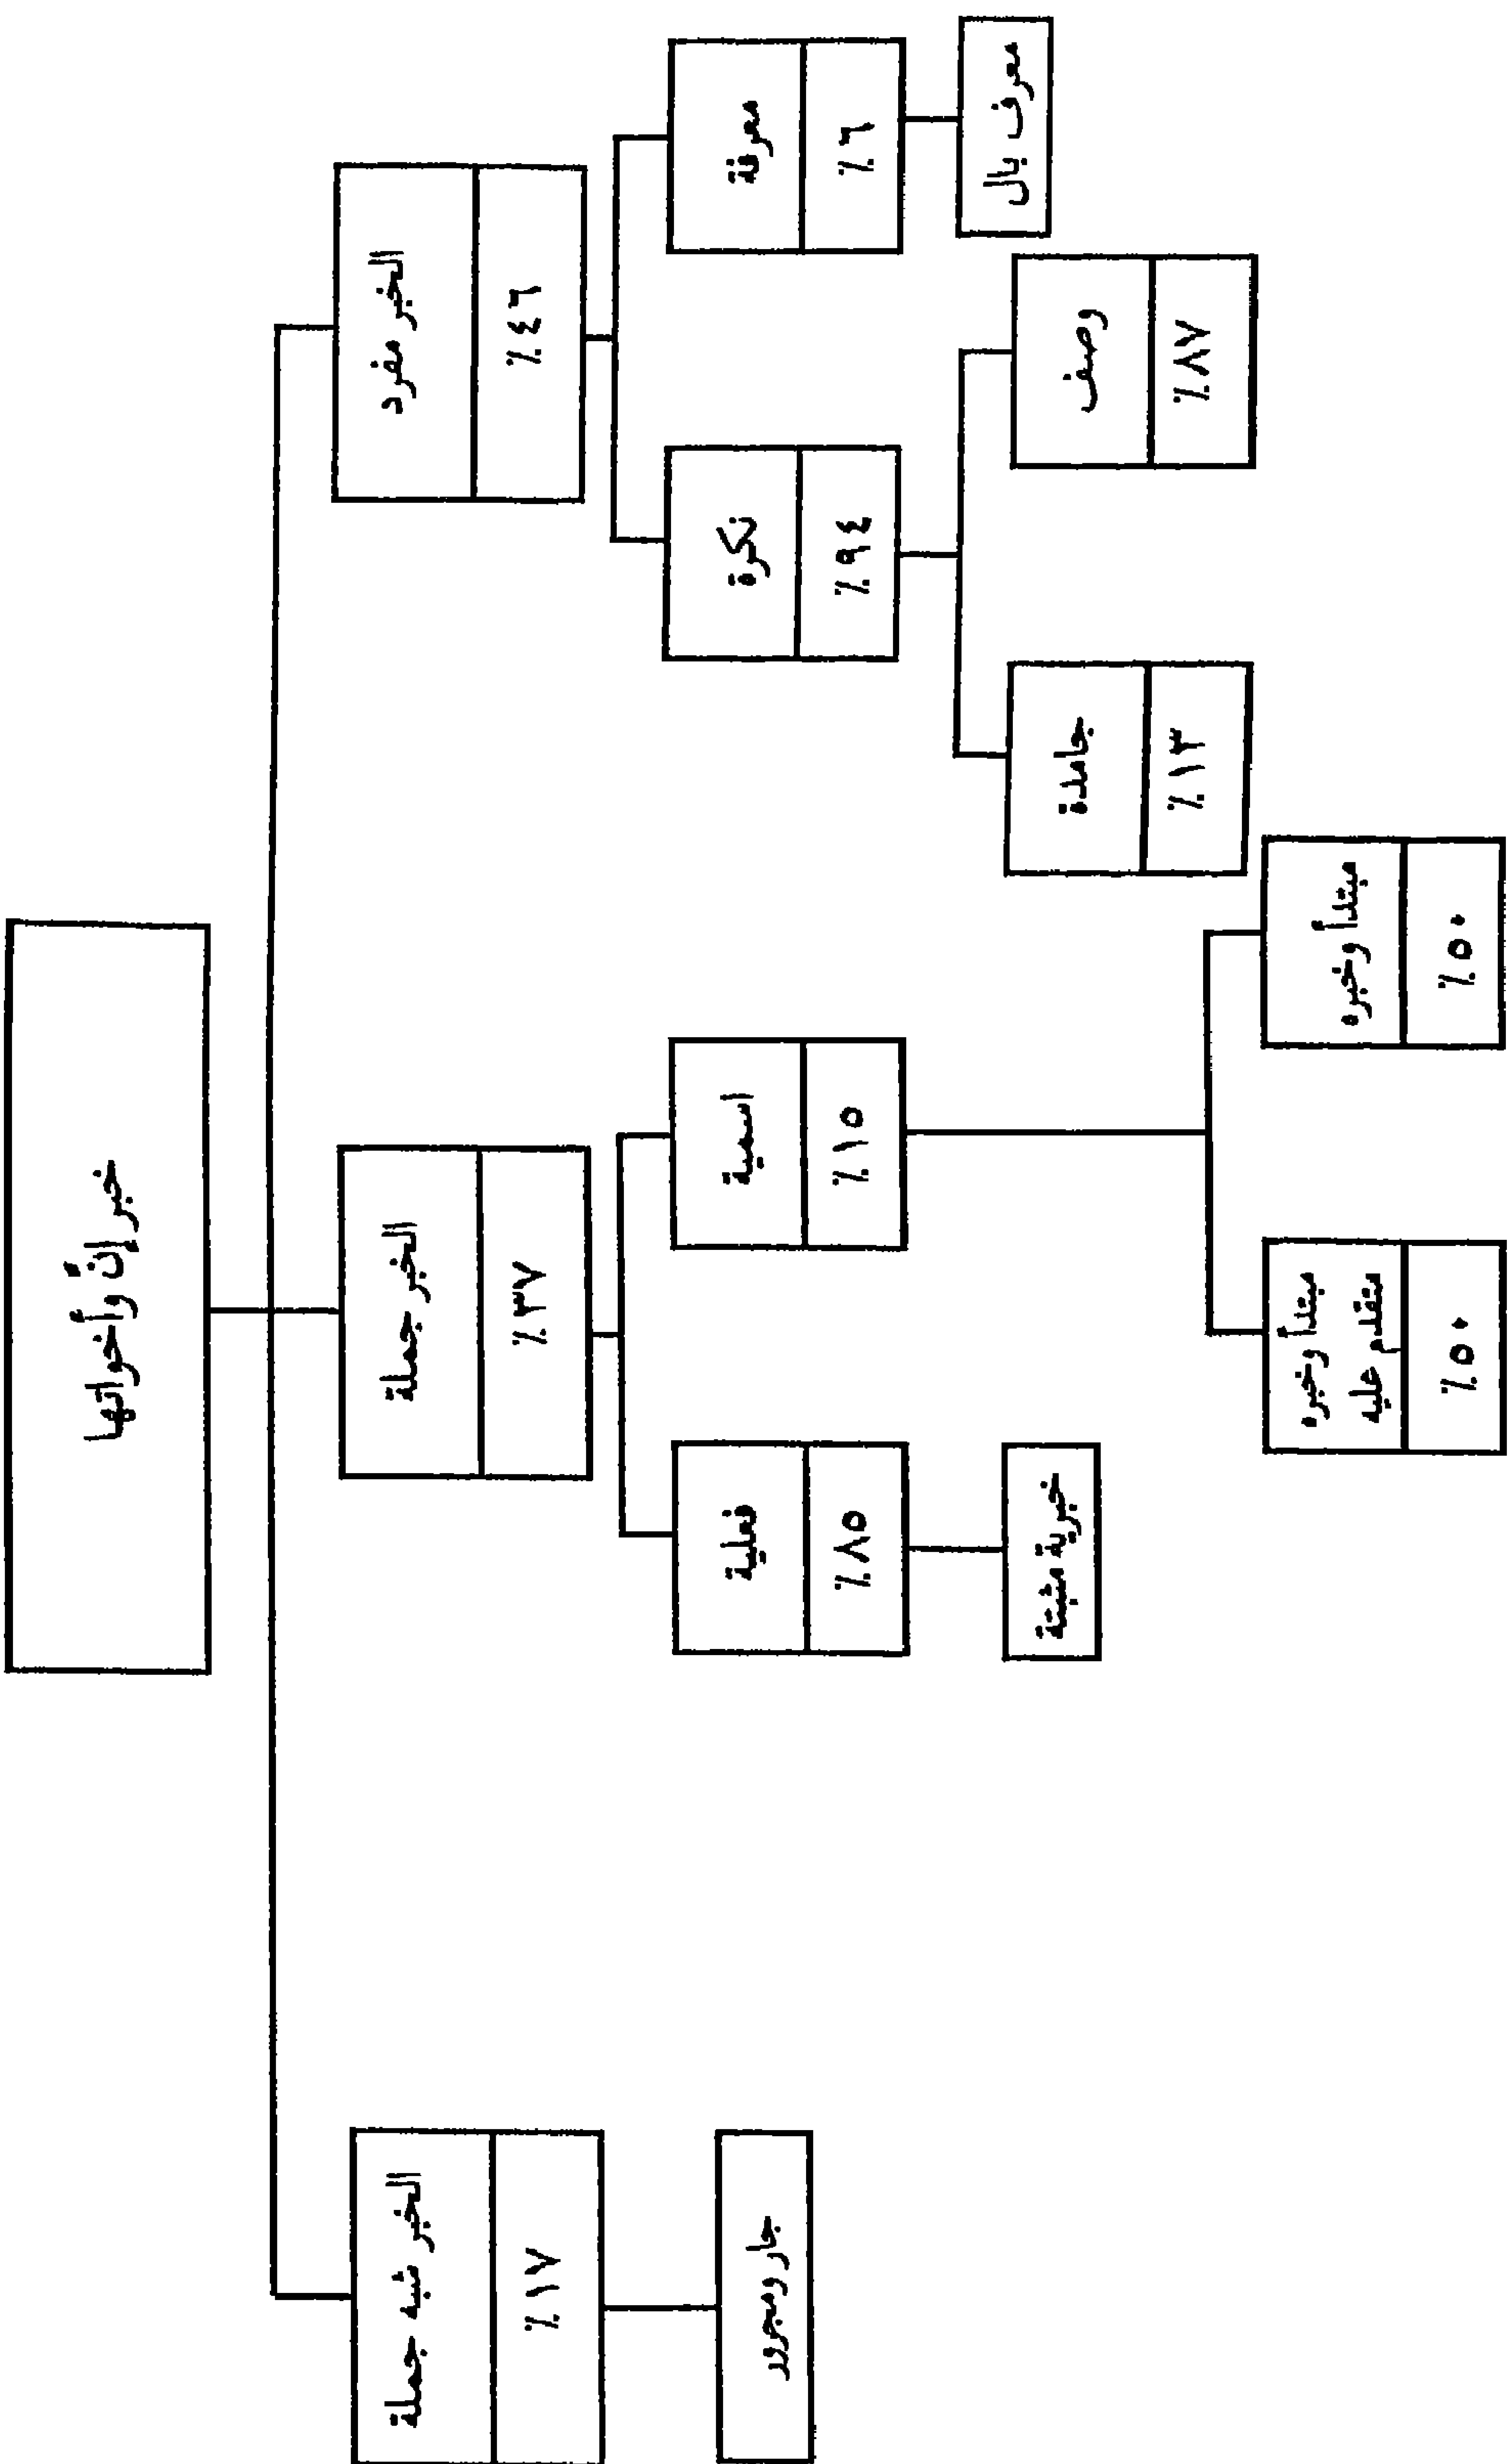 خبر إنّ وأخواتها
الخبر مفرد
٤٦٪
الخبر جملة
٣٧٪
الخبر شبه جملة
١٧٪
معرفة
٦٪
نكرة
٩٤٪
اسمية
١٥٪
فعلية
٨٥٪
جار ومجرور
معرف بال
وصف
٨٧٪
جامدة
١٣٪
خبرية مثبتة
مبتدأ وخبره
٥٠٪
مبتدأ وخبره
متقدم عليه
٥٠٪